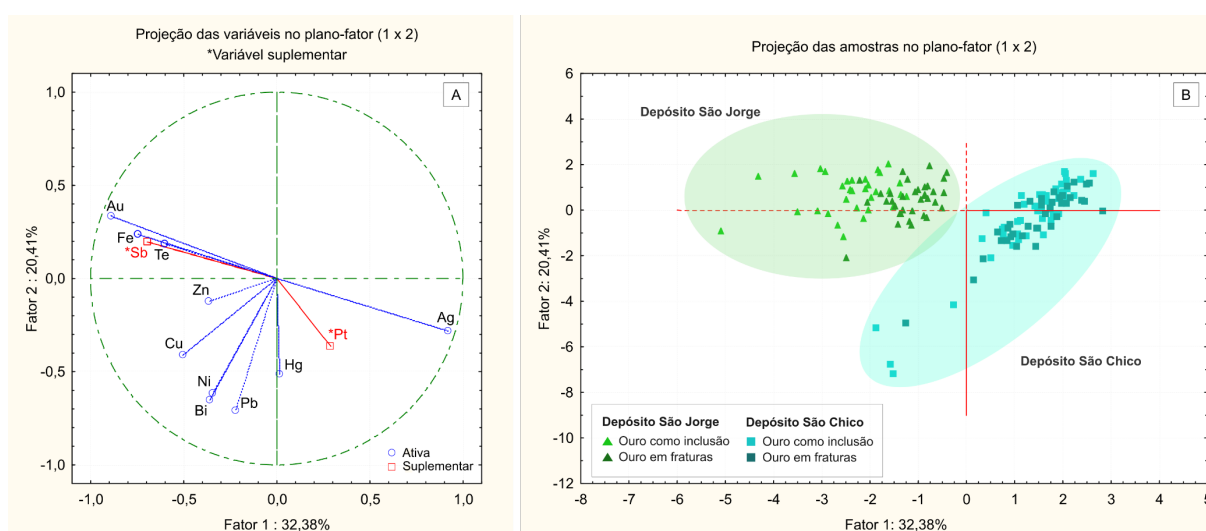 Projeção das variáveis no plano-fator (1 x 2)
*Variável suplementar
A
1,0
0,5
0,0
-0,5
-1,0
Fator 2 : 20,41%
Au
Fe
*Sb
Te
Zn
Cu
Ni
Bi
Pb
Hg
*Pt
Ag
Ativa
Suplementar
-1,0 -0,5 0,0 0,5 1,0
Fator 1 : 32,38%
Projeção das amostras no plano-fator (1 x 2)
B
6
4
2
0
-2
-4
-6
-8
-10
-12
Fator 2: 20,41%
Depósito São Jorge
Depósito São Chico
Depósito São Jorge
Ouro como inclusão
Ouro em fraturas
Depósito São Chico
Ouro como inclusão
Ouro em fraturas
-8 -7 -6 -5 -4 -3 -2 -1 0 1 2 3 4 5
Fator 1: 32,38%